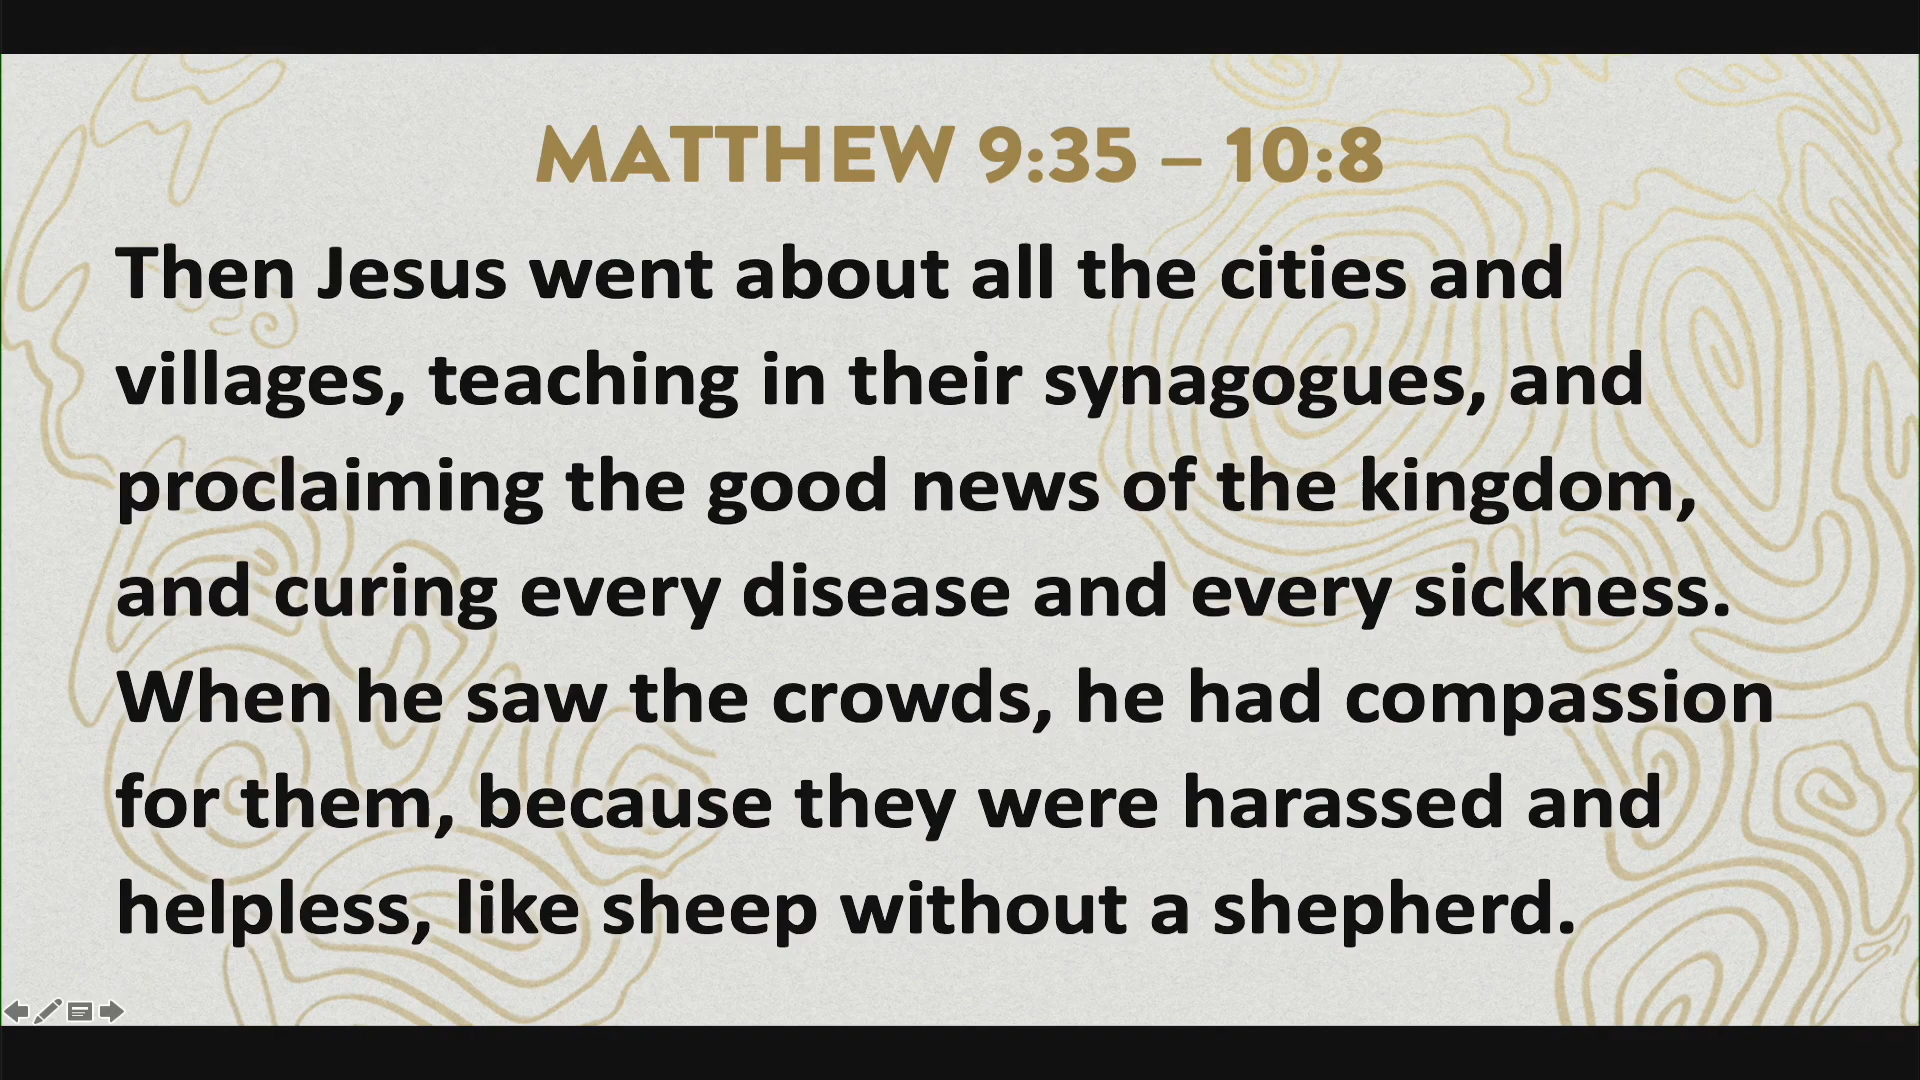 MATTHEW 9:35 – 10:8
Then Jesus went about all the cities and
villages, teaching in their synagogues, and
proclaiming the good news of the kingdom,
and curing every disease and every sickness.
When he saw the crowds, he had compassion
for them, because they were harassed and
helpless, like sheep without a shepherd.